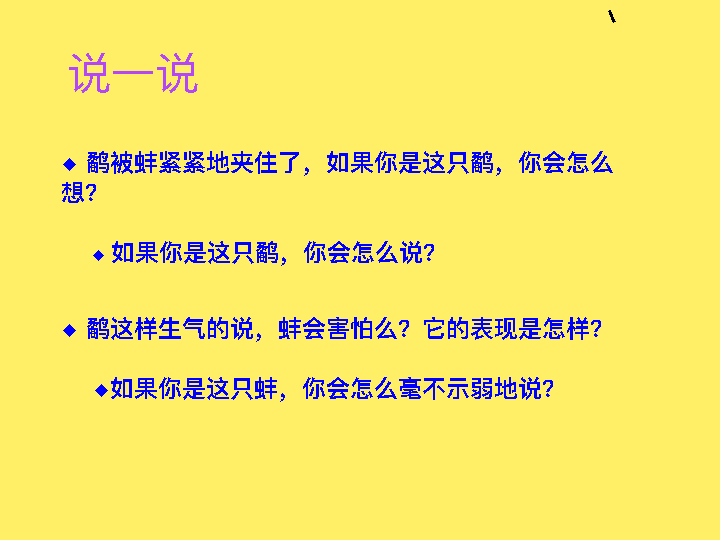 说一说
◆ 鹬被蚌紧紧地夹住了，如果你是这只鹬，你会怎么
想？
◆ 如果你是这只鹬，你会怎么说？
◆ 鹬这样生气的说，蚌会害怕么？它的表现是怎样？
◆如果你是这只蚌，你会怎么毫不示弱地说？